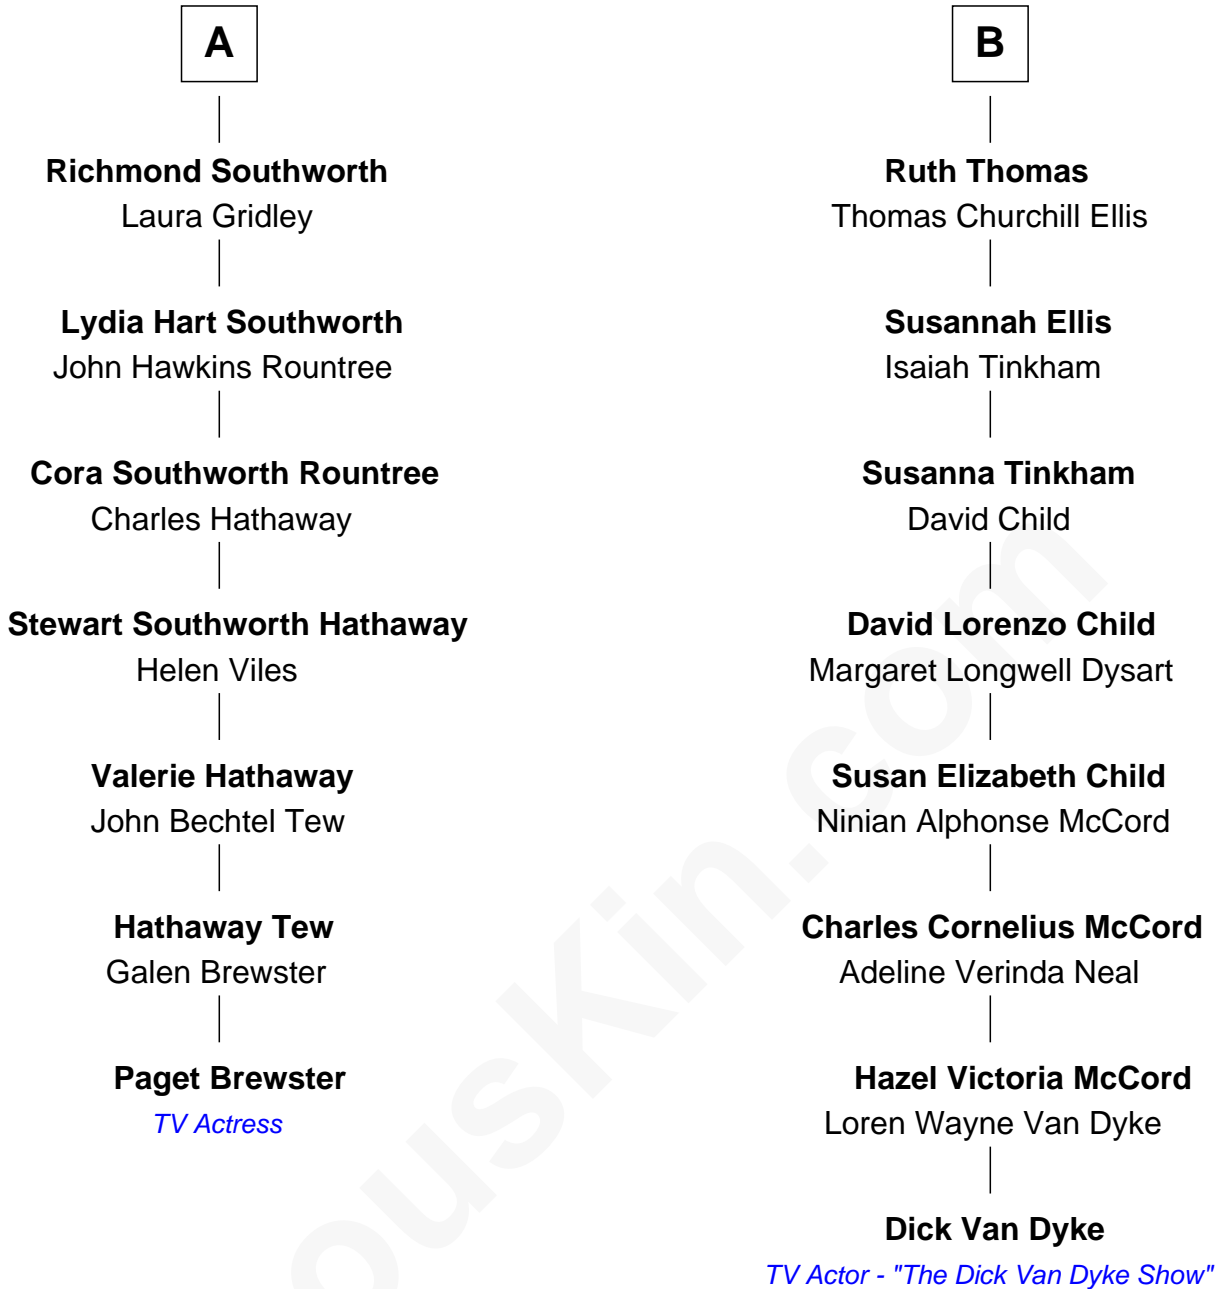 A
Richmond Southworth
Laura Gridley
Lydia Hart Southworth
John Hawkins Rountree
Cora Southworth Rountree
Charles Hathaway
Stewart Southworth Hathaway
Helen Viles
Valerie Hathaway
John Bechtel Tew
Hathaway Tew
Galen Brewster
Paget Brewster
TV Actress
B
Ruth Thomas
Thomas Churchill Ellis
Susannah Ellis
Isaiah Tinkham
Susanna Tinkham
David Child
David Lorenzo Child
Margaret Longwell Dysart
Susan Elizabeth Child
Ninian Alphonse McCord
Charles Cornelius McCord
Adeline Verinda Neal
Hazel Victoria McCord
Loren Wayne Van Dyke
Dick Van Dyke
TV Actor - "The Dick Van Dyke Show"
ousKin.com